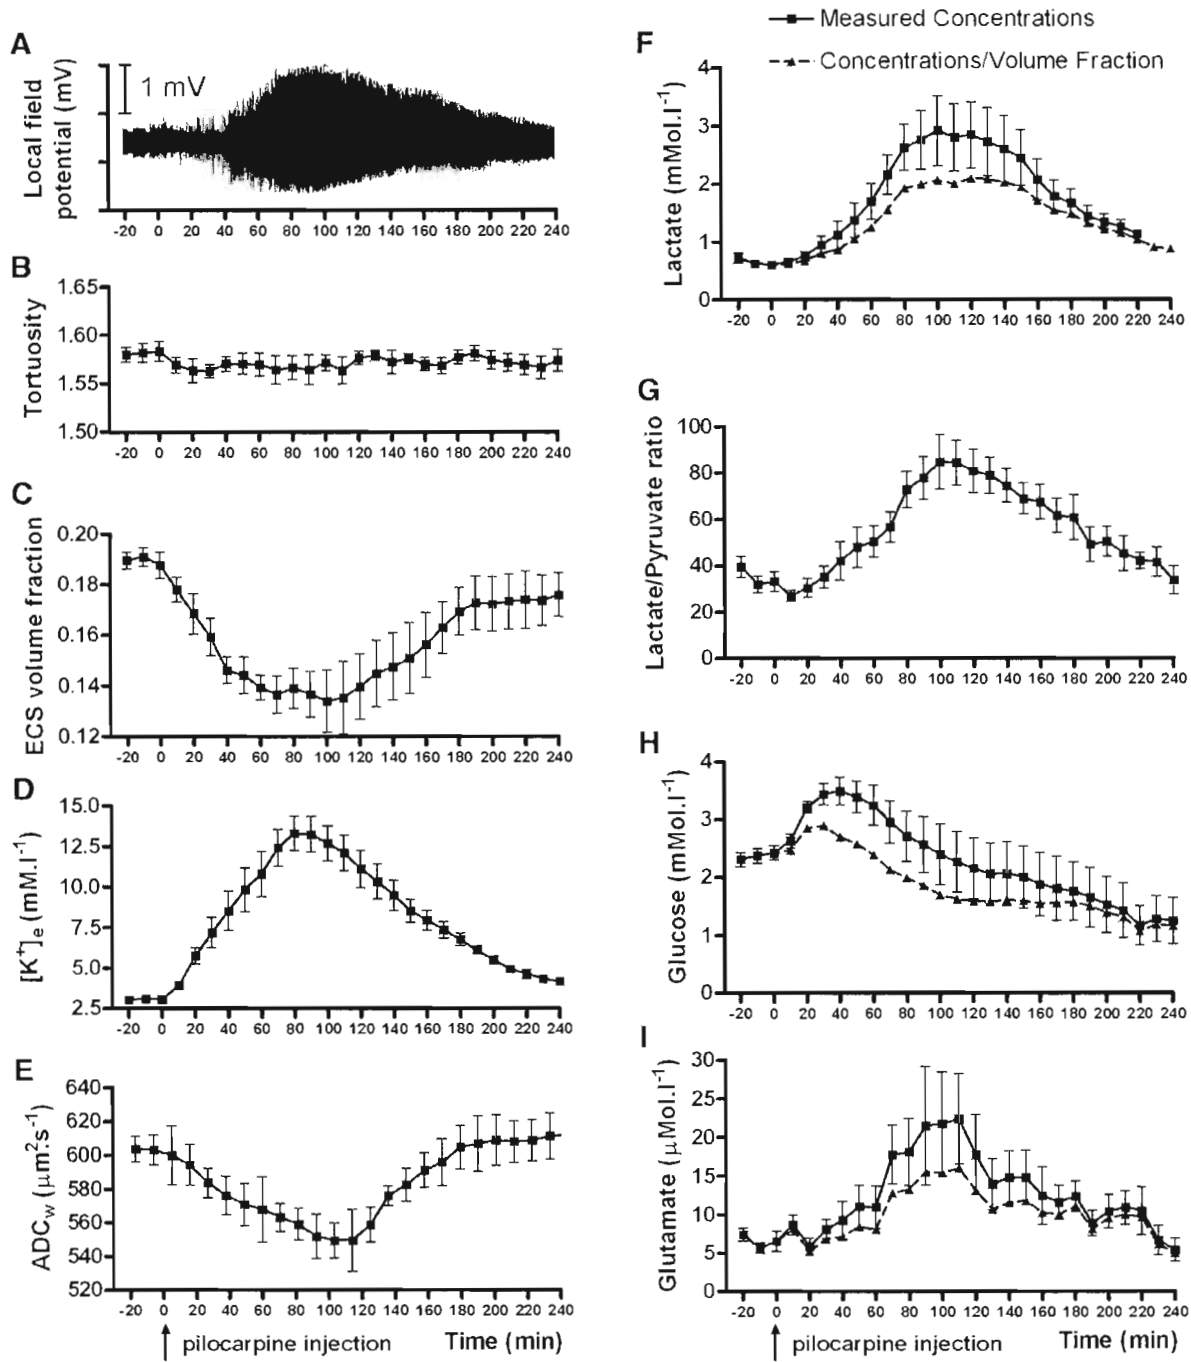 Measured Concentrations
Concentrations/Volume Fraction
A
Local field
potential (mV)
1 mV
-20 0 20 40 60 80 100 120 140 160 180 200 220 240
B
Tortuosity
1.65
1.60
1.55
1.50
-20 0 20 40 60 80 100 120 140 160 180 200 220 240
C
ECS volume fraction
0.20
0.18
0.16
0.14
0.12
-20 0 20 40 60 80 100 120 140 160 180 200 220 240
D
[K⁺]e (mM.l⁻¹)
15.0
12.5
10.0
7.5
5.0
2.5
-20 0 20 40 60 80 100 120 140 160 180 200 220 240
E
ADCw (µm².s⁻¹)
640
620
600
580
560
540
520
-20 0 20 40 60 80 100 120 140 160 180 200 220 240
pilocarpine injection
Time (min)
F
Lactate (mMol.l⁻¹)
4
3
2
1
0
-20 0 20 40 60 80 100 120 140 160 180 200 220 240
G
Lactate/Pyruvate ratio
100
80
60
40
20
0
-20 0 20 40 60 80 100 120 140 160 180 200 220 240
H
Glucose (mMol.l⁻¹)
4
3
2
1
0
-20 0 20 40 60 80 100 120 140 160 180 200 220 240
I
Glutamate (µMol.l⁻¹)
30
25
20
15
10
5
0
-20 0 20 40 60 80 100 120 140 160 180 200 220 240
pilocarpine injection
Time (min)